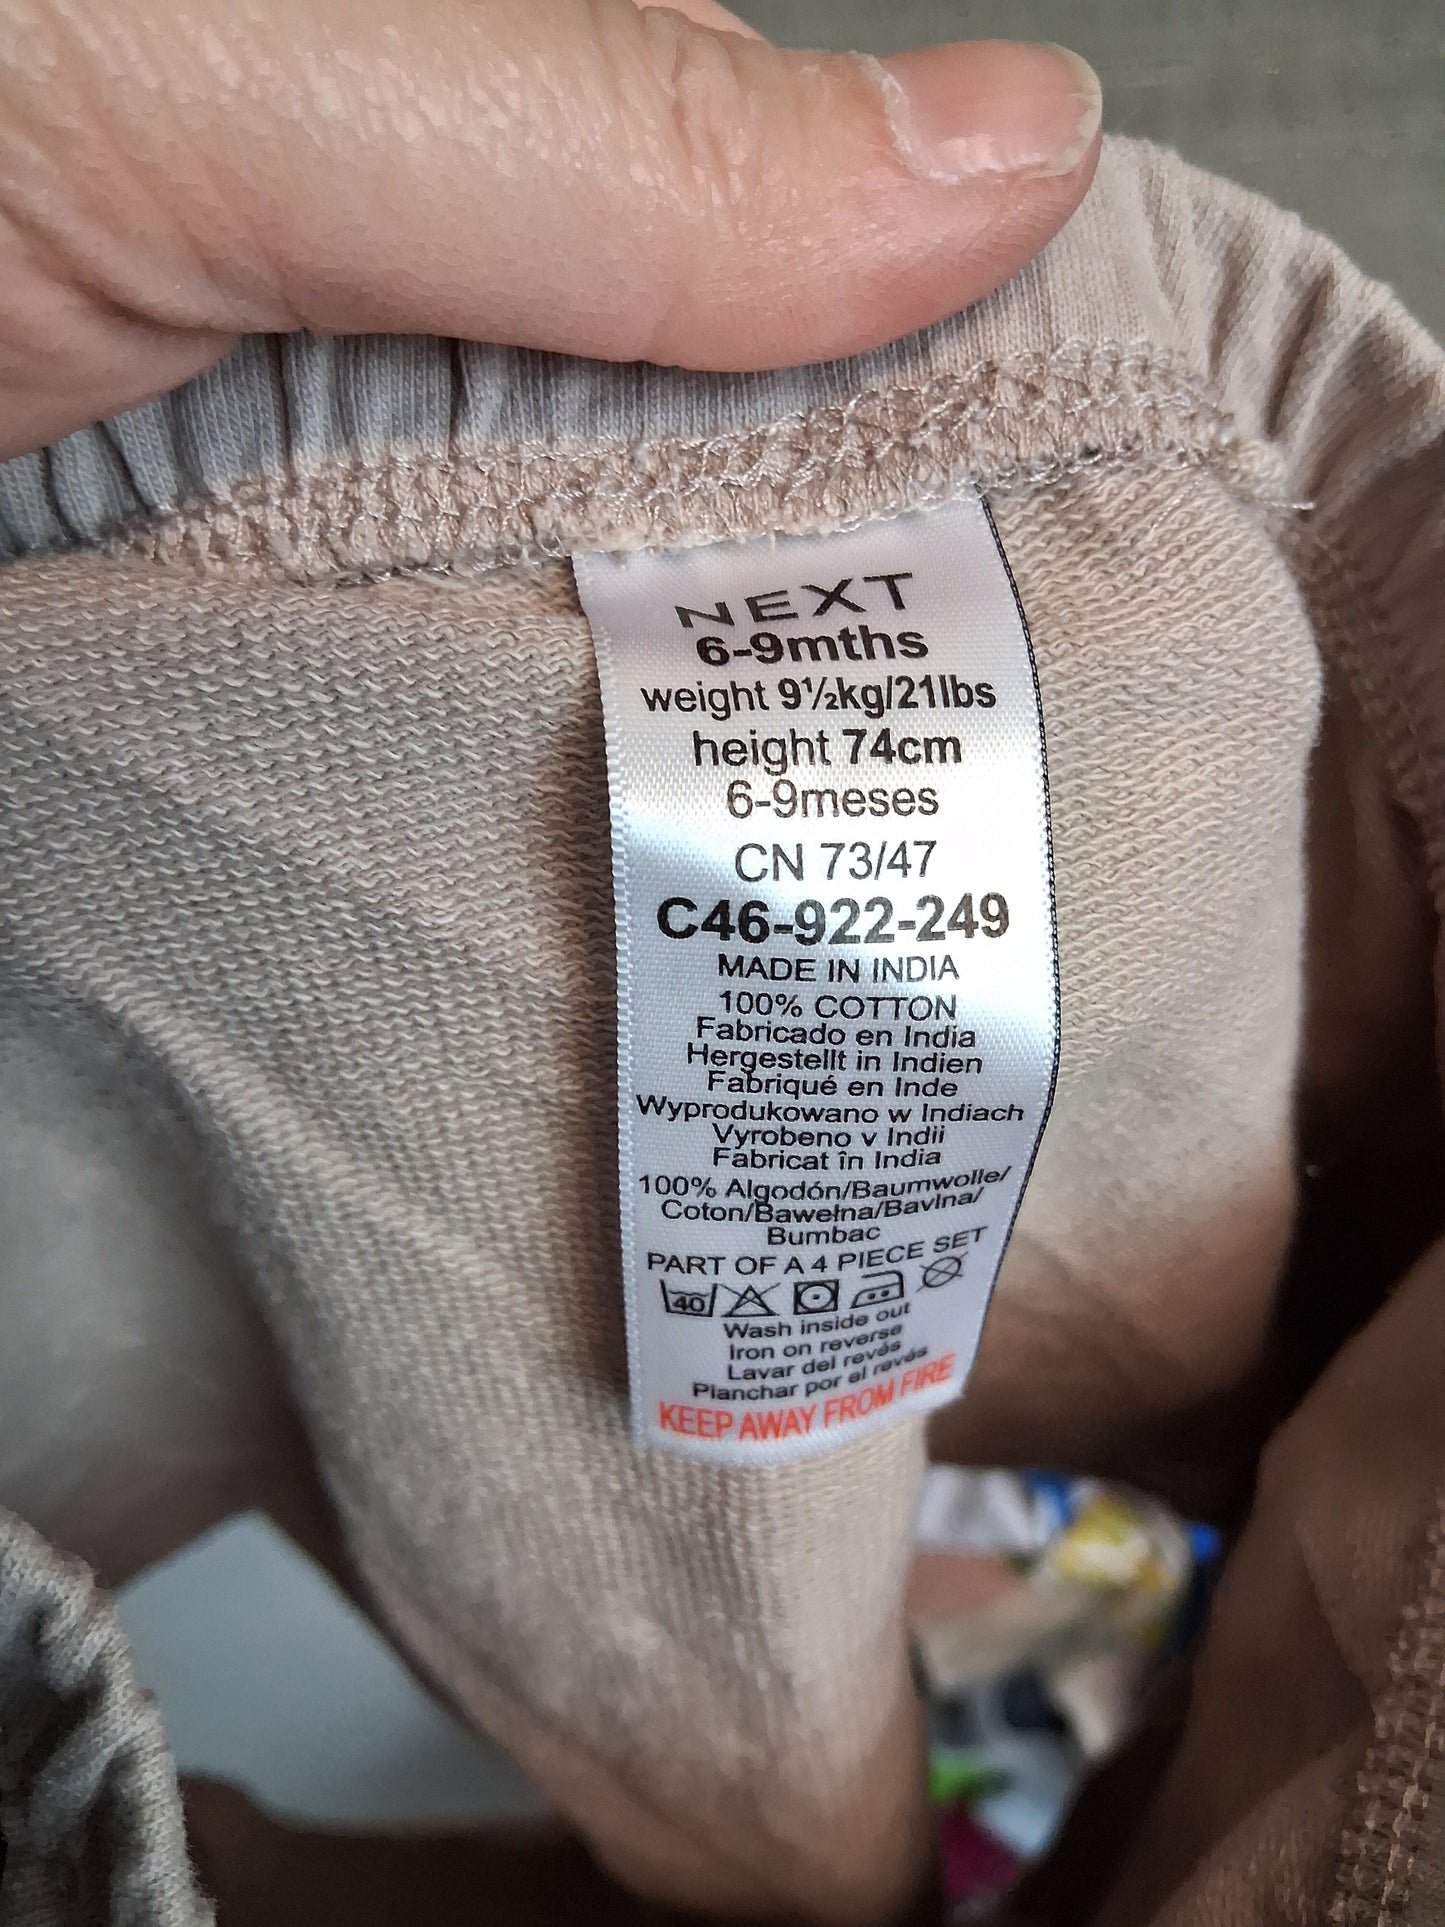 NEXT
6-9mths
weight 9½kg/21lbs
height 74cm
6-9meses
CN 73/47
C46-922-249
MADE IN INDIA
100% COTTON
Fabricado en India
Hergestellt in Indien
Fabriqué en Inde
Wyprodukowano w Indiach
Vyrobeno v Indii
Fabricat în India
100% Algodón/Baumwolle/
Coton/Bawełna/Bavlna/
Bumbac
PART OF A 4 PIECE SET
40
Wash inside out
Iron on reverse
Lavar del revés
Planchar por el revés
KEEP AWAY FROM FIRE